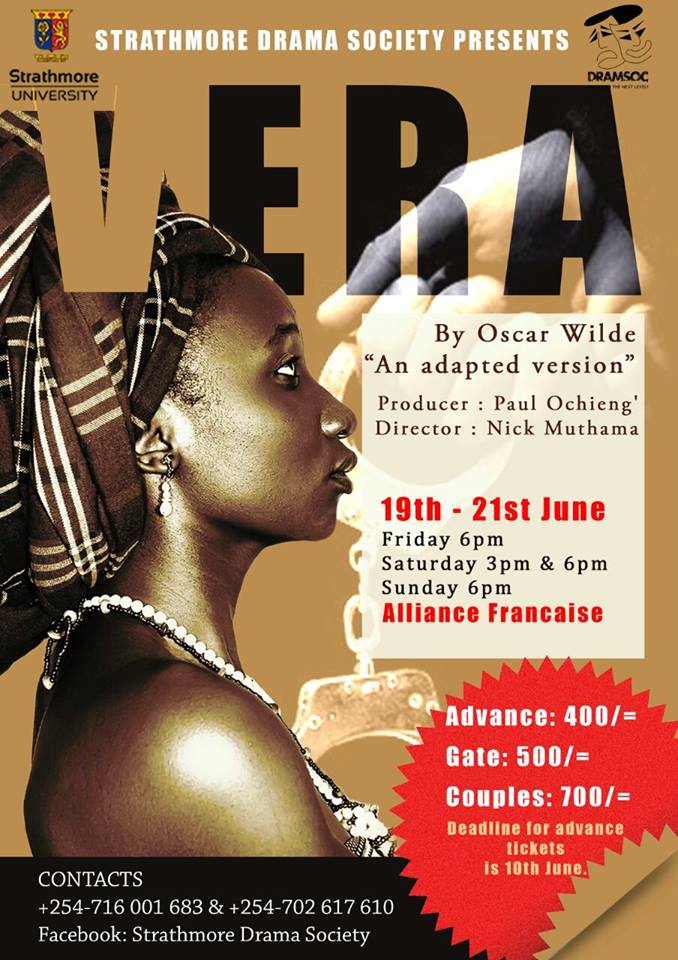 STRATHMORE DRAMA SOCIETY PRESENTS
Strathmore
UNIVERSITY
DRAMSOC
THE NEXT LEVEL!
VERA
By Oscar Wilde
“An adapted version”
Producer : Paul Ochieng'
Director : Nick Muthama
19th - 21st June
Friday 6pm
Saturday 3pm & 6pm
Sunday 6pm
Alliance Francaise
Advance: 400/=
Gate: 500/=
Couples: 700/=
Deadline for advance
tickets
is 10th June.
CONTACTS
+254-716 001 683 & +254-702 617 610
Facebook: Strathmore Drama Society